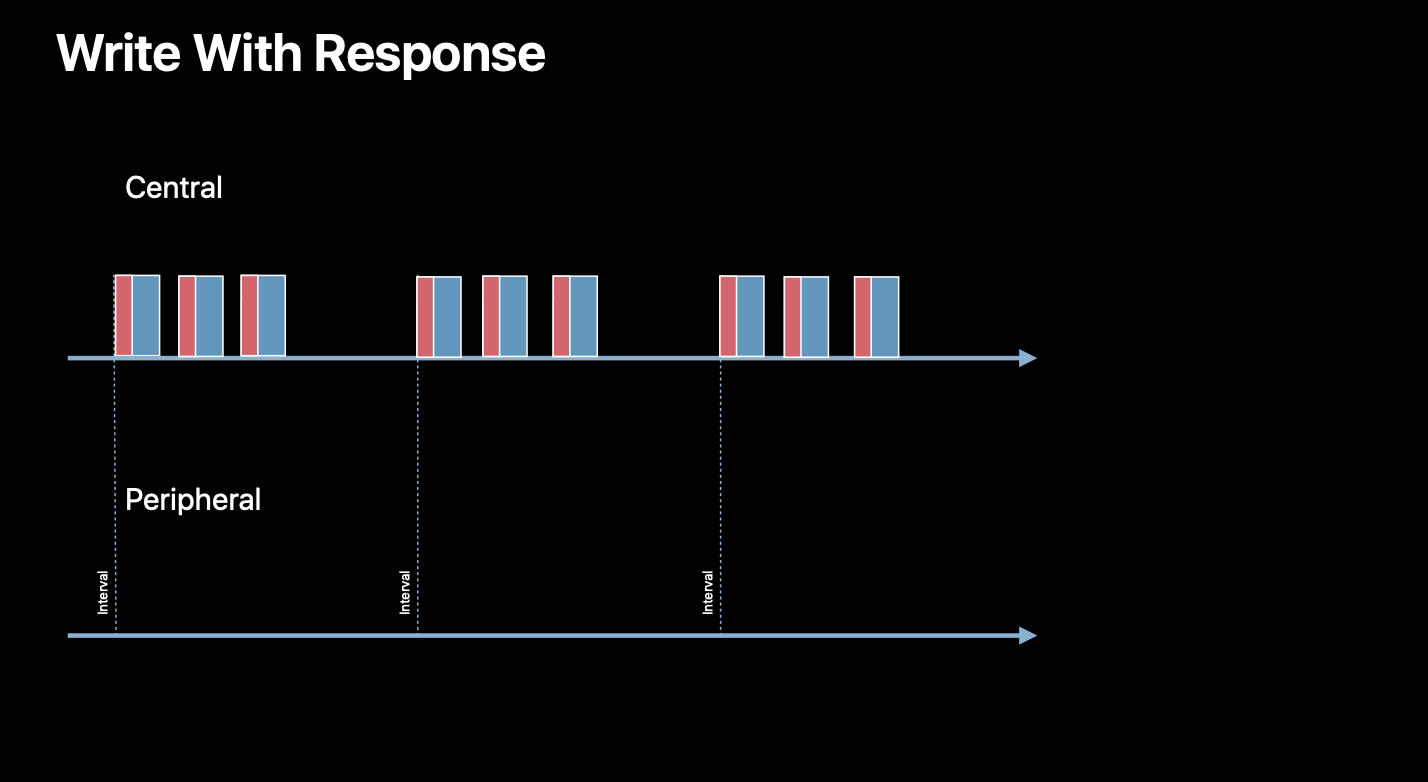 Write With Response
Central
Peripheral
Interval
Interval
Interval